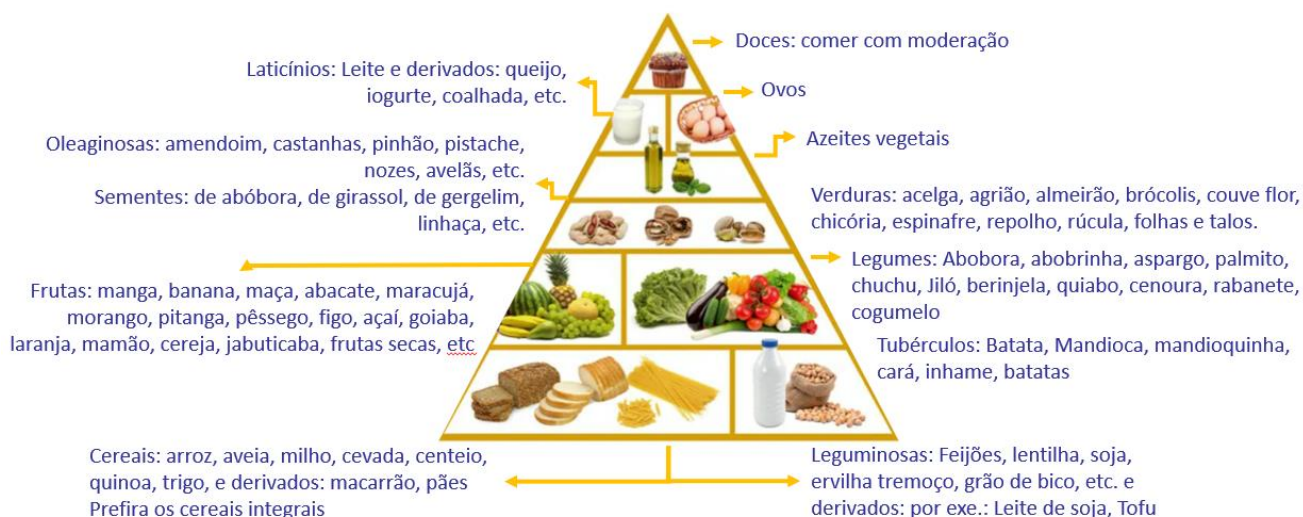 Doces: comer com moderação
Laticínios: Leite e derivados: queijo,
iogurte, coalhada, etc.
Ovos
Oleaginosas: amendoim, castanhas, pinhão, pistache,
nozes, avelãs, etc.
Sementes: de abóbora, de girassol, de gergelim,
linhaça, etc.
Azeites vegetais
Verduras: acelga, agrião, almeirão, brócolis, couve flor,
chicória, espinafre, repolho, rúcula, folhas e talos.
Legumes: Abobora, abobrinha, aspargo, palmito,
chuchu, Jiló, berinjela, quiabo, cenoura, rabanete,
cogumelo
Tubérculos: Batata, Mandioca, mandioquinha,
cará, inhame, batatas
Frutas: manga, banana, maça, abacate, maracujá,
morango, pitanga, pêssego, figo, açaí, goiaba,
laranja, mamão, cereja, jabuticaba, frutas secas, etc
Cereais: arroz, aveia, milho, cevada, centeio,
quinoa, trigo, e derivados: macarrão, pães
Prefira os cereais integrais
Leguminosas: Feijões, lentilha, soja,
ervilha tremoço, grão de bico, etc. e
derivados: por exe.: Leite de soja, Tofu